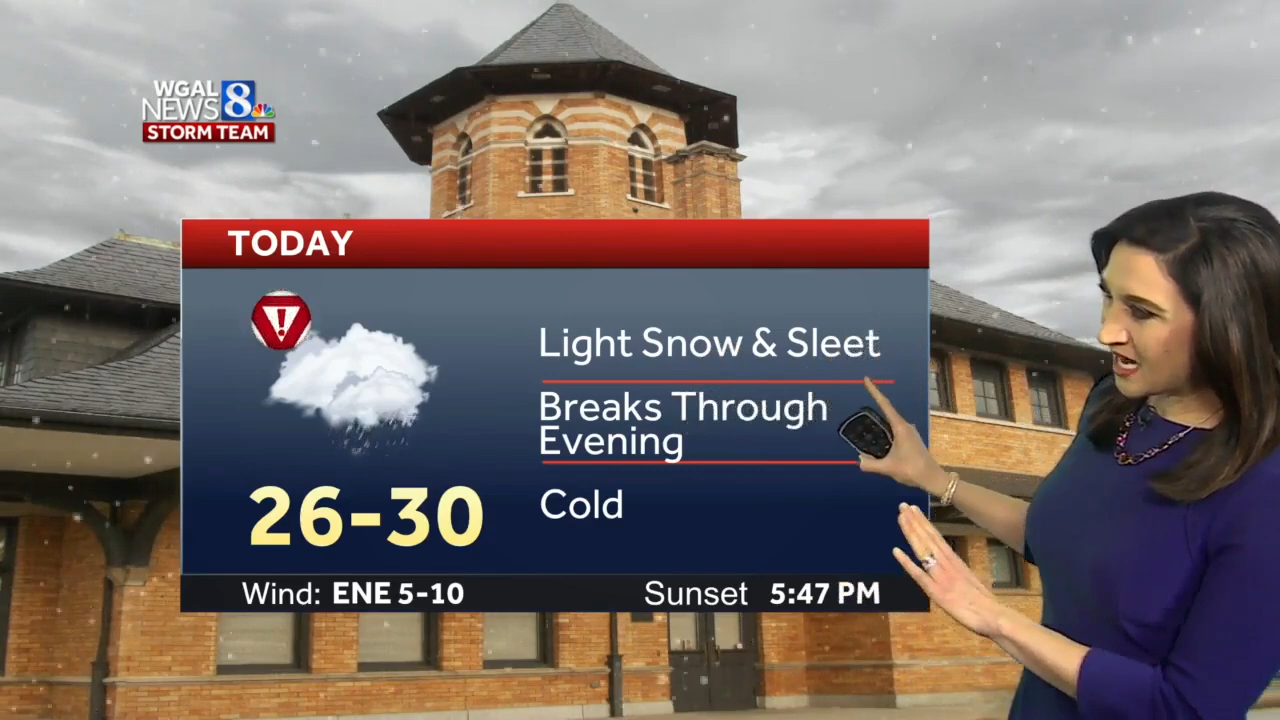 WGAL
NEWS 8
STORM TEAM
TODAY
!
Light Snow & Sleet
Breaks Through
Evening
26-30
Cold
Wind: ENE 5-10
Sunset 5:47 PM